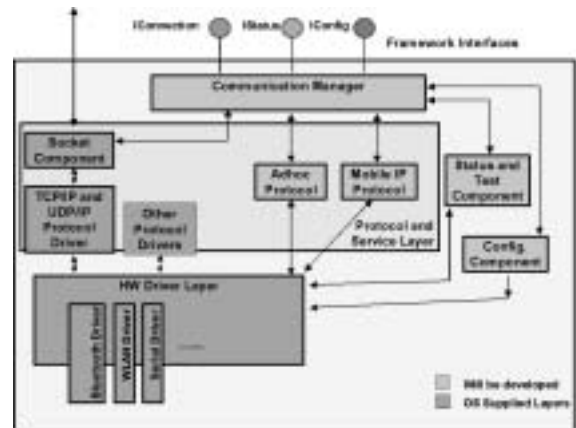 IConnection IStatus IConfig
Framework Interfaces
Communication Manager
Socket
Component
Adhoc
Protocol
Mobile IP
Protocol
Status and
Test
Component
TCP/IP and
UDP/IP
Protocol
Driver
Other
Protocol
Drivers
Protocol and
Service Layer
Config.
Component
HW Driver Layer
Bluetooth Driver
WLAN Driver
Serial Driver
........
Will be developed
OS Supplied Layers